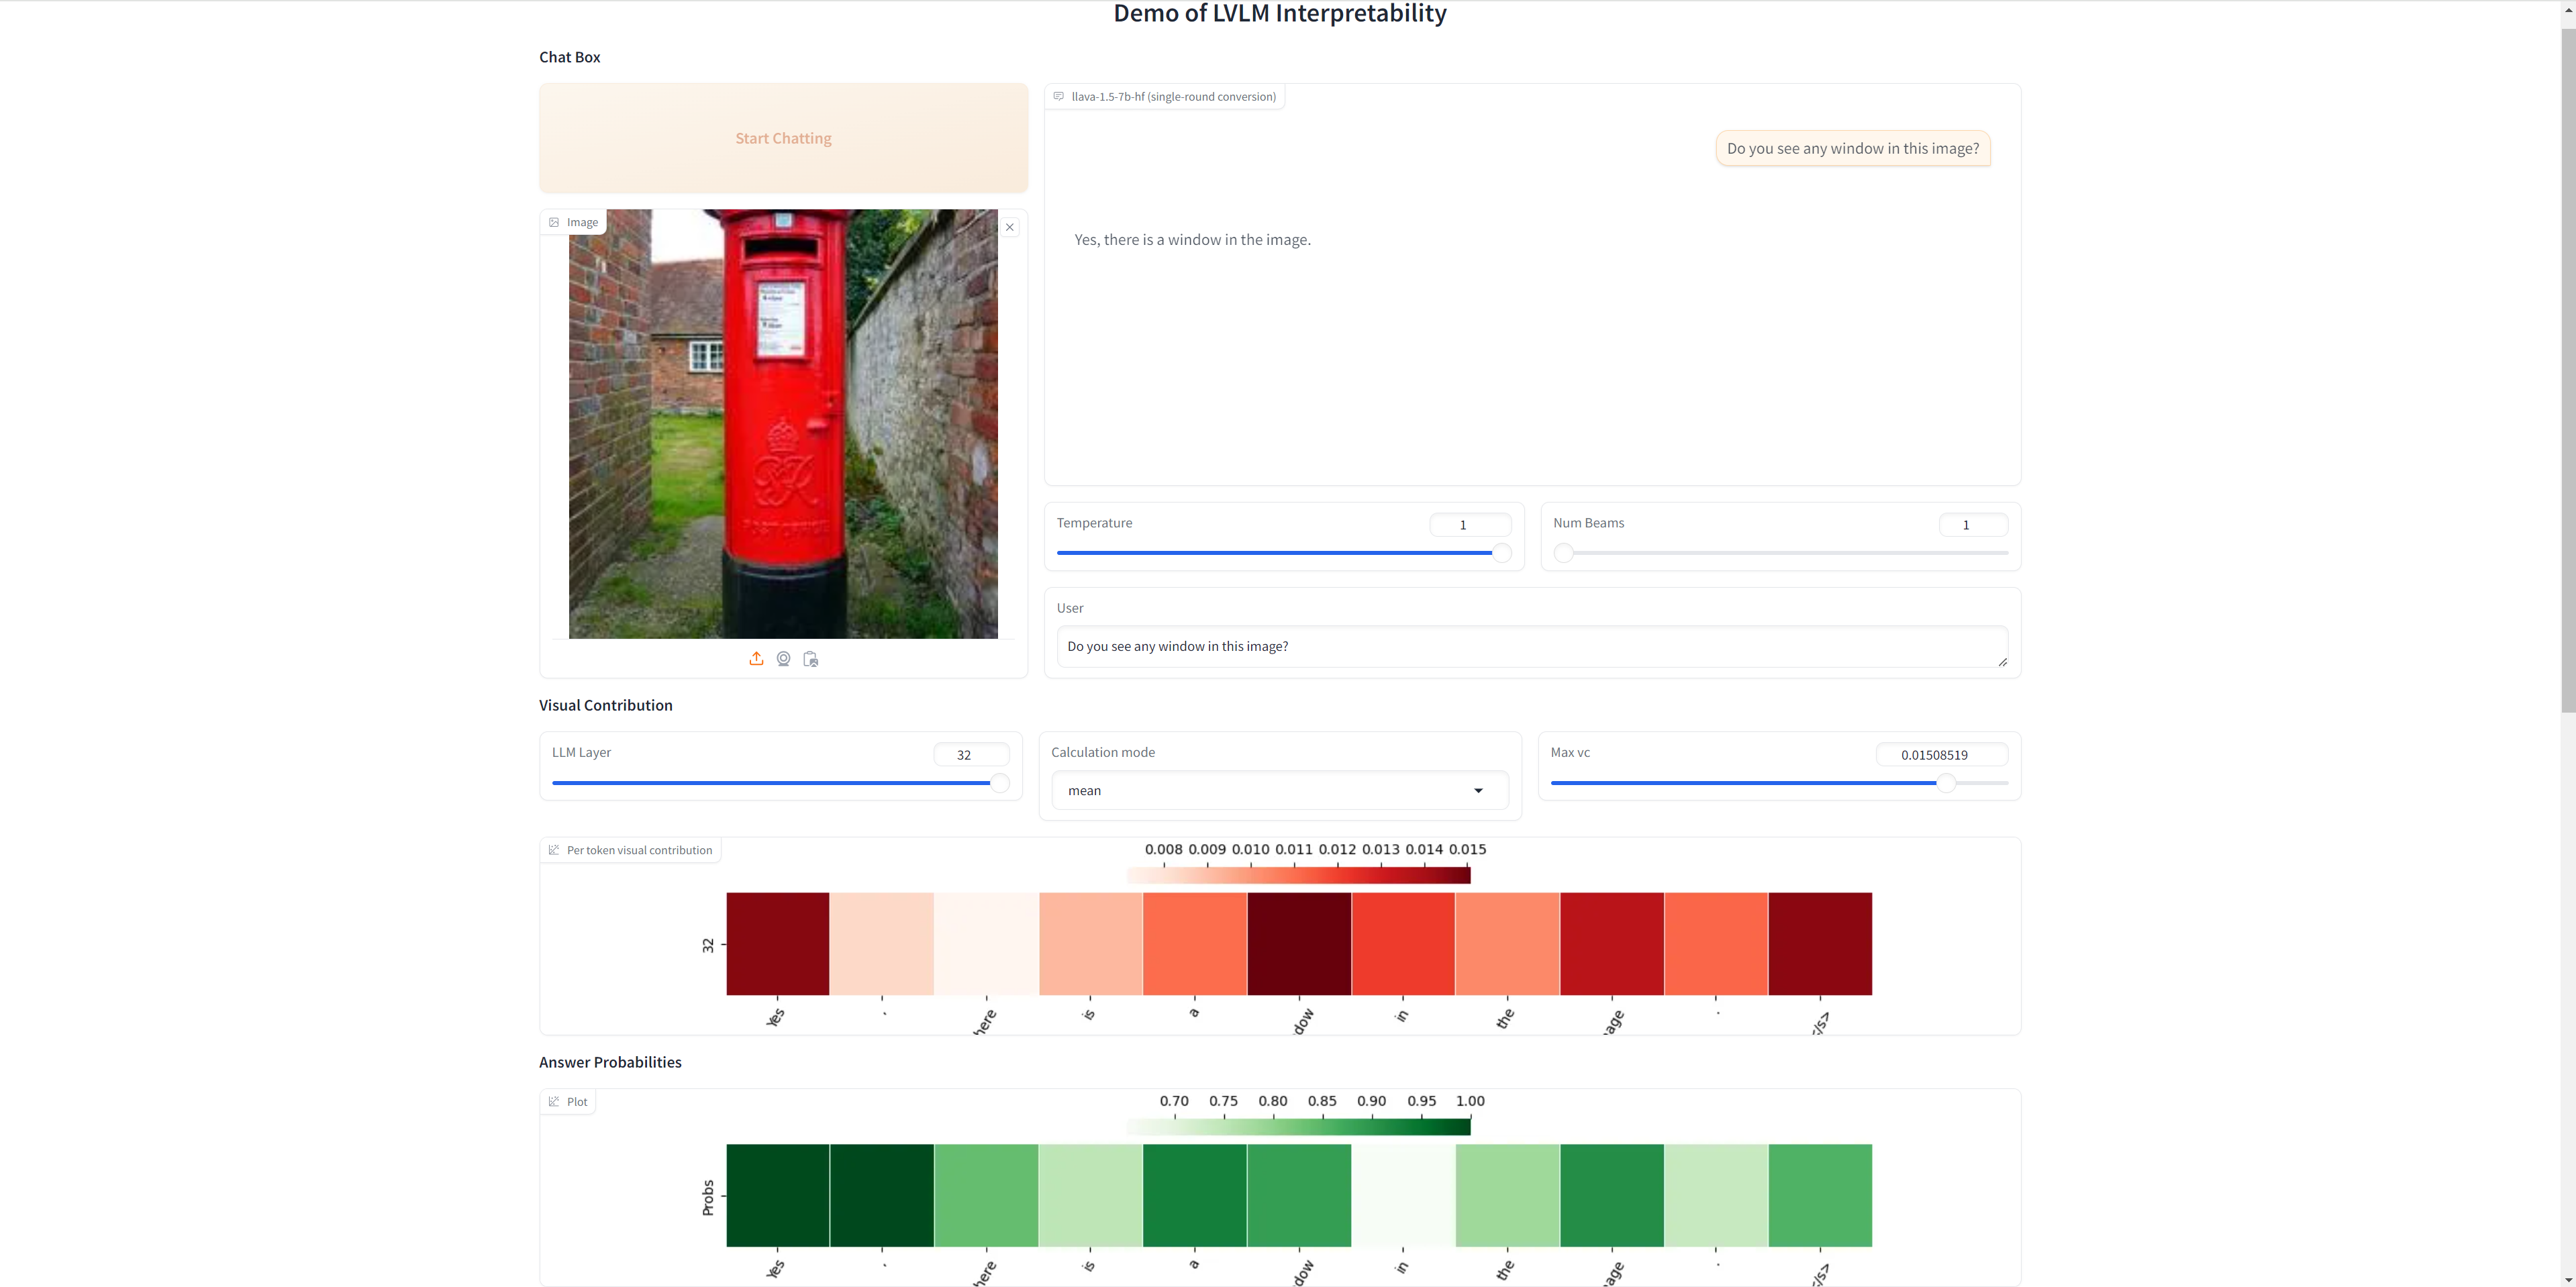 Demo of LVLM Interpretability
Chat Box
Start Chatting
llava-1.5-7b-hf (single-round conversion)
Do you see any window in this image?
Yes, there is a window in the image.
Image
Temperature
1
Num Beams
1
User
Do you see any window in this image?
Visual Contribution
LLM Layer
32
Calculation mode
mean
Max vc
0.01508519
Per token visual contribution
0.008 0.009 0.010 0.011 0.012 0.013 0.014 0.015
32
Yes , here is a dow in the age . /s>
Answer Probabilities
Plot
0.70 0.75 0.80 0.85 0.90 0.95 1.00
Probs
Yes , here is a dow in the age . /s>